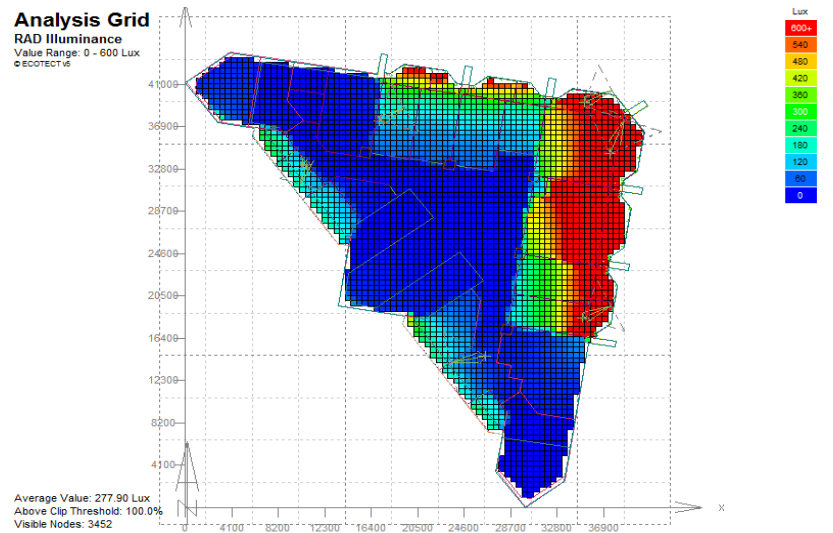 Analysis Grid
RAD Illuminance
Value Range: 0 - 600 Lux
© ECOTECT v6
Lux
600+
540
480
420
360
300
240
180
120
60
0
41000
36900
32800
28700
24600
20500
16400
12300
8200
4100
Average Value: 277.90 Lux
Above Clip Threshold: 100.0%
Visible Nodes: 3452
0 4100 8200 12300 16400 20500 24600 28700 32800 36900
X